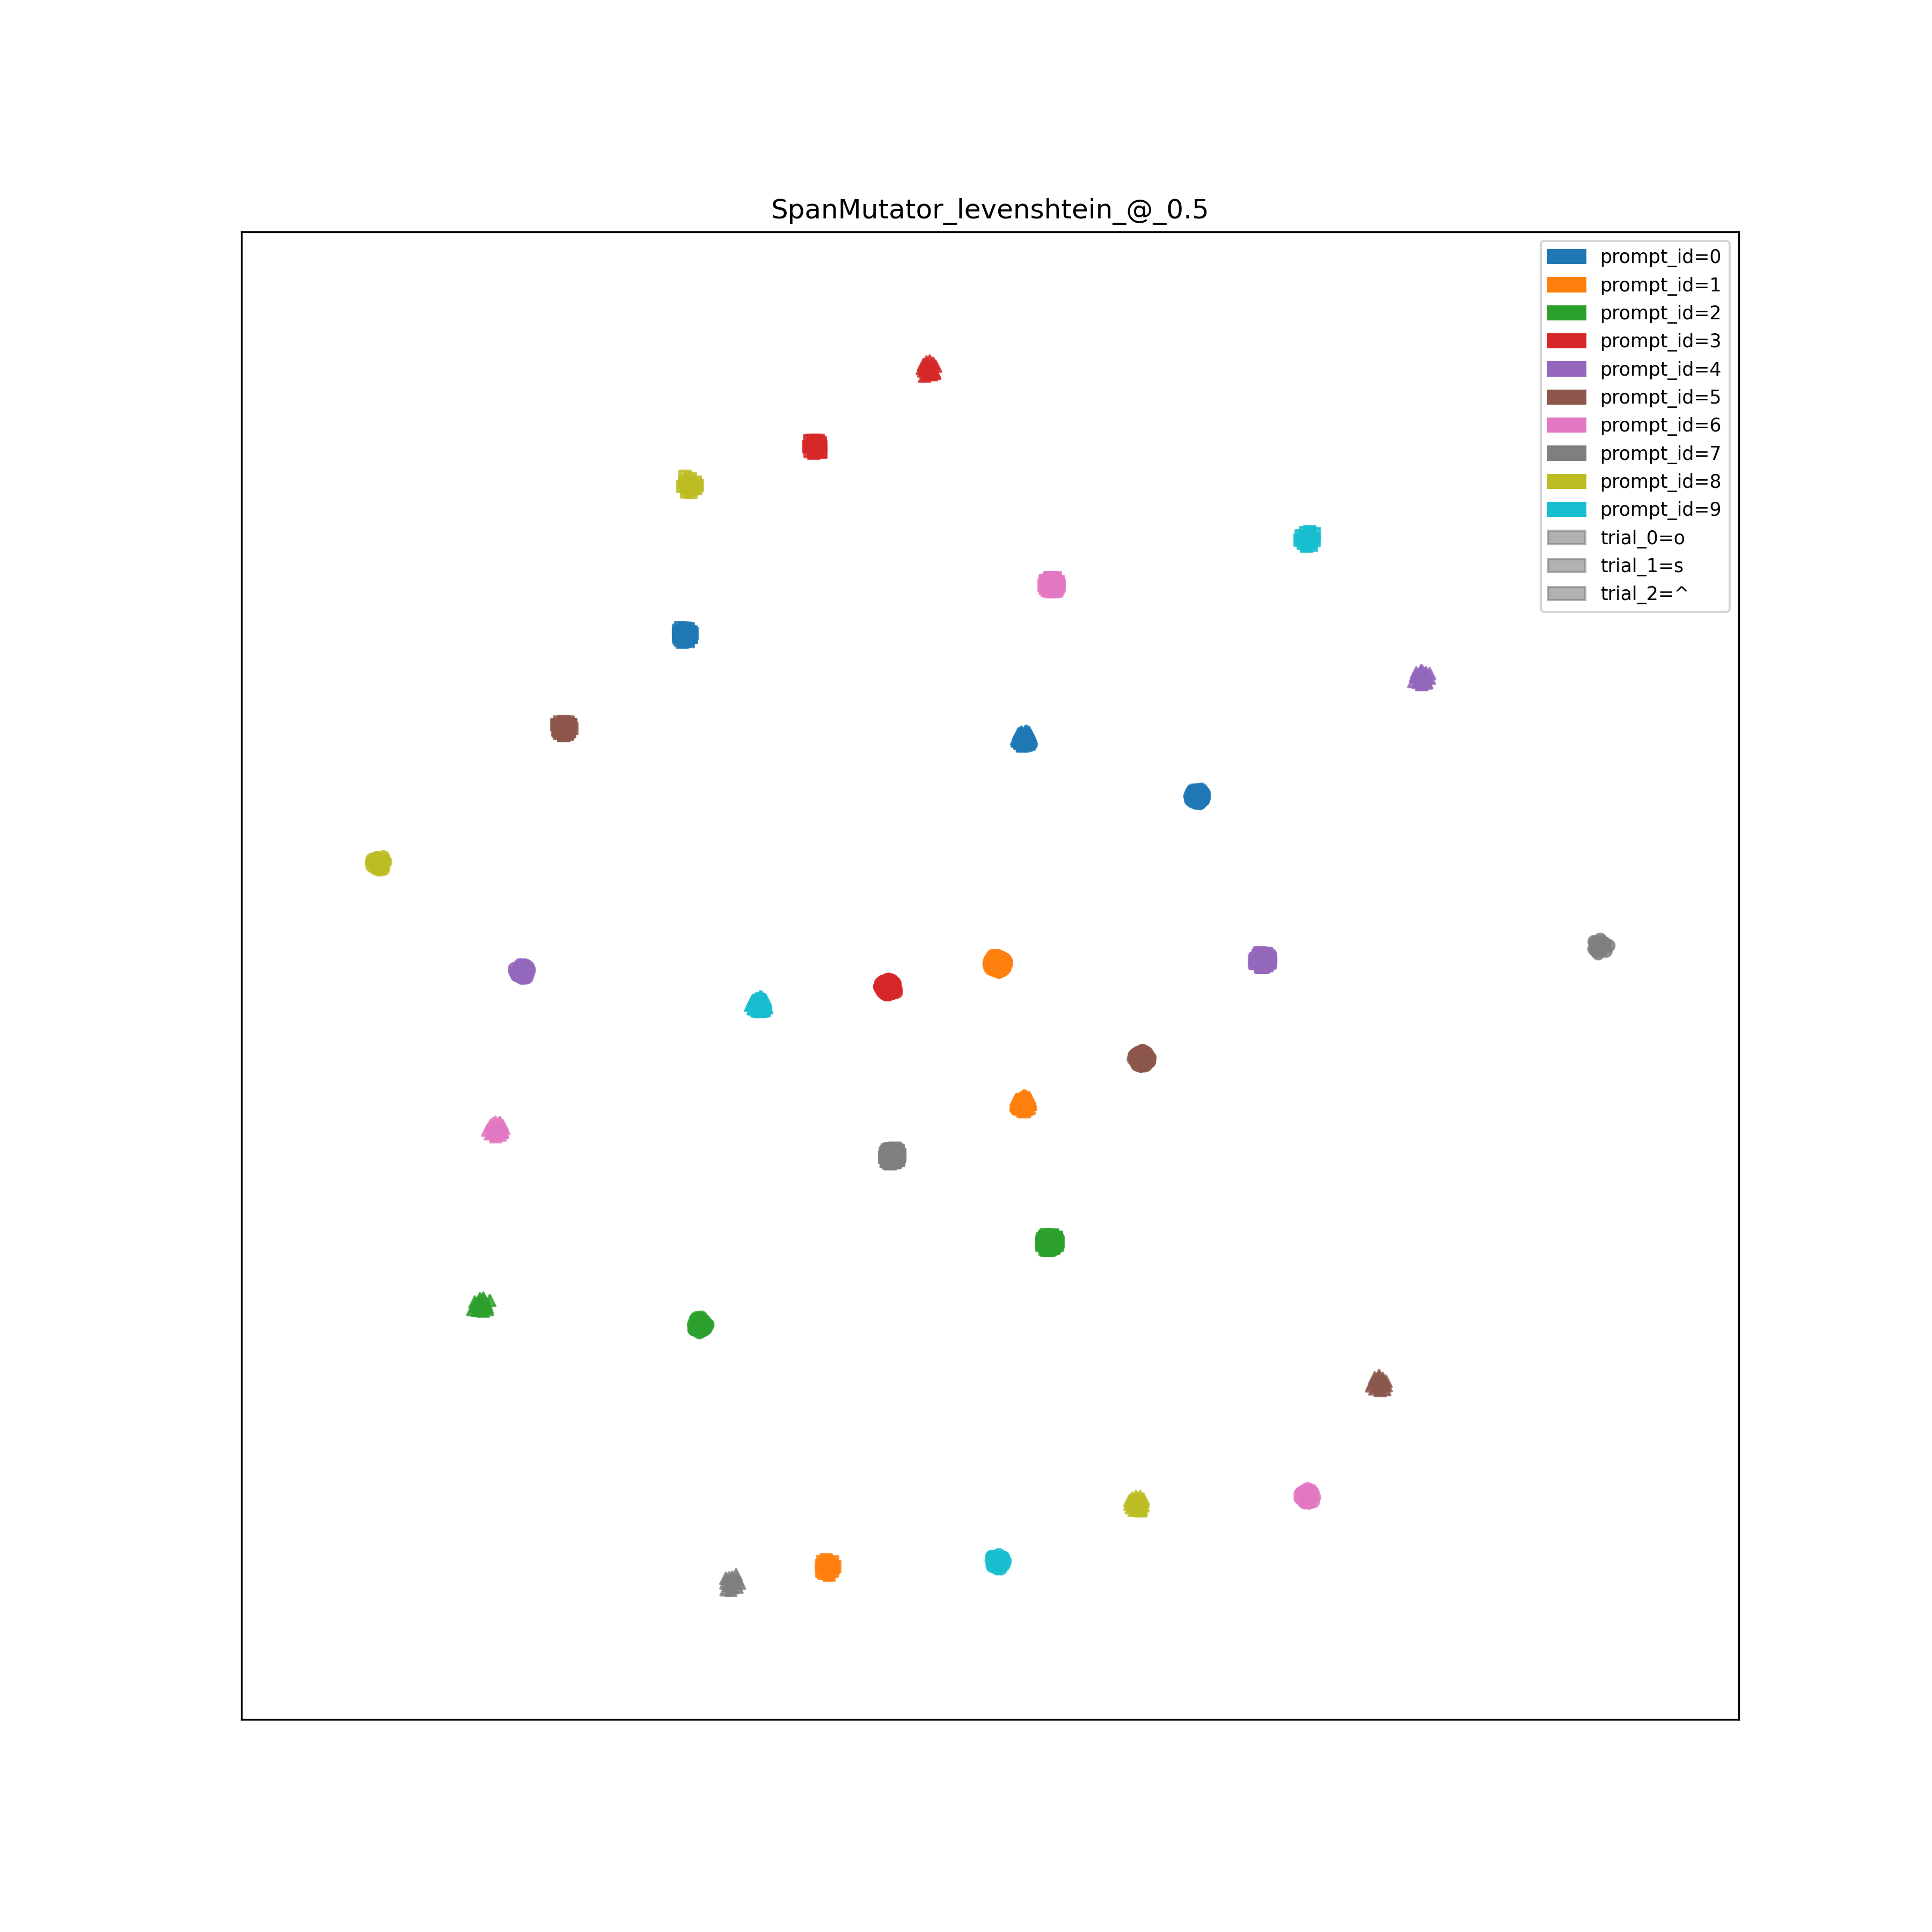 SpanMutator_levenshtein_@_0.5
prompt_id=0
prompt_id=1
prompt_id=2
prompt_id=3
prompt_id=4
prompt_id=5
prompt_id=6
prompt_id=7
prompt_id=8
prompt_id=9
trial_0=o
trial_1=s
trial_2=^